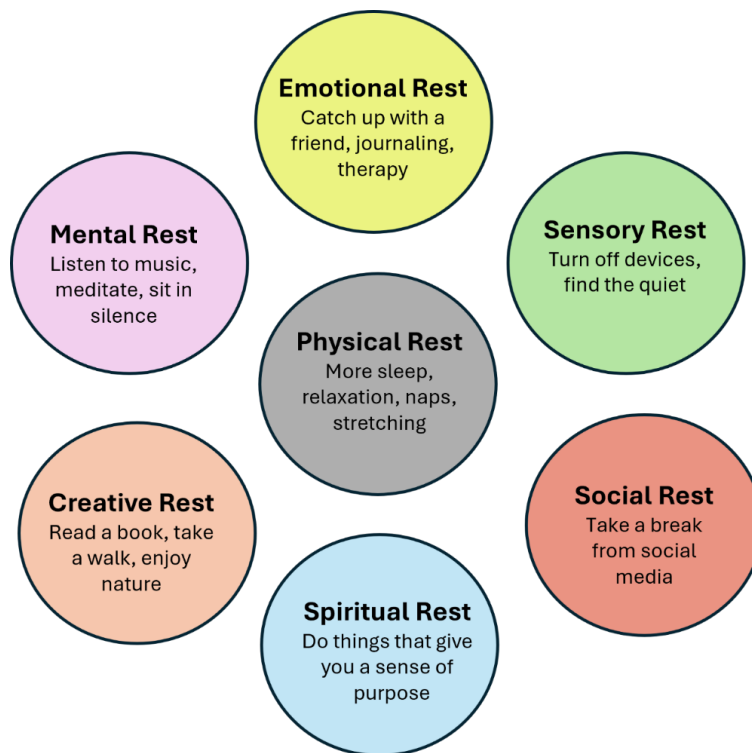 Emotional Rest
Catch up with a
friend, journaling,
therapy
Mental Rest
Listen to music,
meditate, sit in
silence
Sensory Rest
Turn off devices,
find the quiet
Physical Rest
More sleep,
relaxation, naps,
stretching
Creative Rest
Read a book, take
a walk, enjoy
nature
Social Rest
Take a break
from social
media
Spiritual Rest
Do things that give
you a sense of
purpose